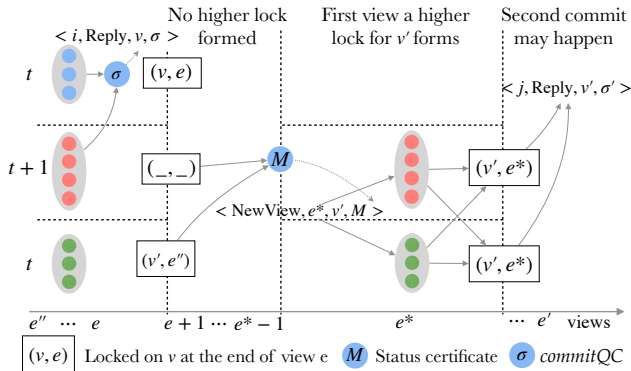 No higher lock formed
First view a higher lock for v′ forms
Second commit may happen
< i, Reply, v, σ >
t
σ
(v, e)
< j, Reply, v′, σ′ >
t + 1
(_, _)
M
(v′, e*)
< NewView, e*, v′, M >
t
(v′, e″)
(v′, e*)
e″ ··· e
e + 1 ··· e* − 1
e*
··· e′ views
(v, e) Locked on v at the end of view e
M Status certificate
σ commitQC